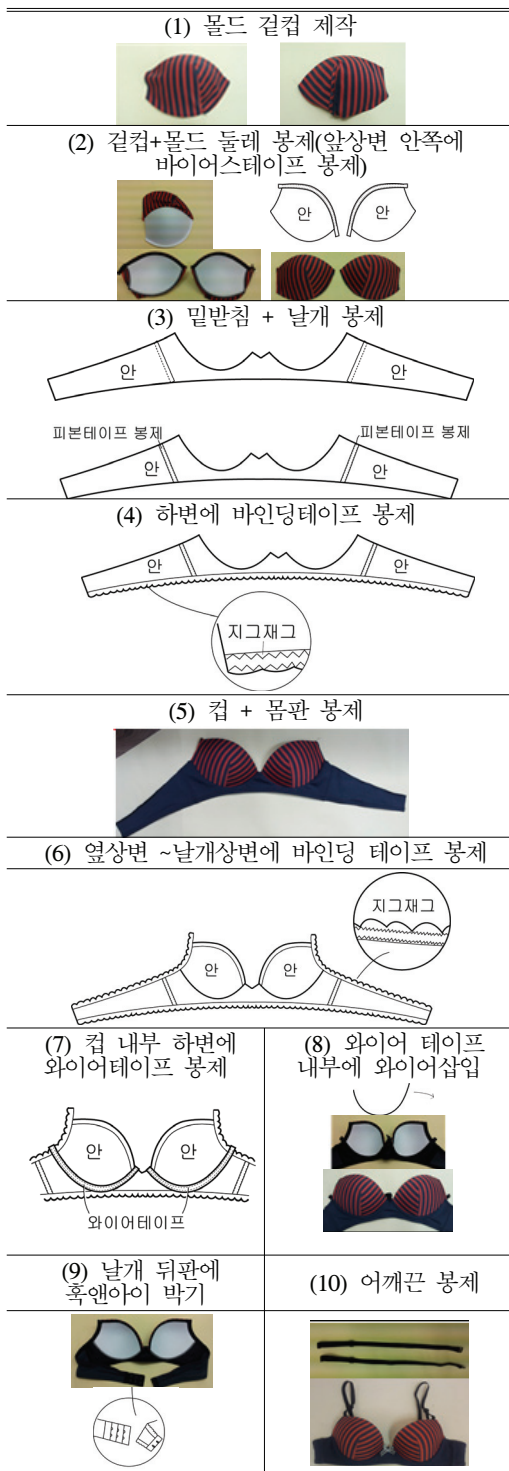 (1) 몰드 겉컵 제작
(2) 겉컵+몰드 둘레 봉제(앞상변 안쪽에
바이어스테이프 봉제)
안
안
(3) 밑받침 + 날개 봉제
안
안
피본테이프 봉제
피본테이프 봉제
안
안
(4) 하변에 바인딩테이프 봉제
안
안
지그재그
(5) 컵 + 몸판 봉제
(6) 옆상변 ~날개상변에 바인딩 테이프 봉제
지그재그
안
안
(7) 컵 내부 하변에
와이어테이프 봉제
안
안
와이어테이프
(8) 와이어 테이프
내부에 와이어삽입
(9) 날개 뒤판에
훅앤아이 박기
(10) 어깨끈 봉제